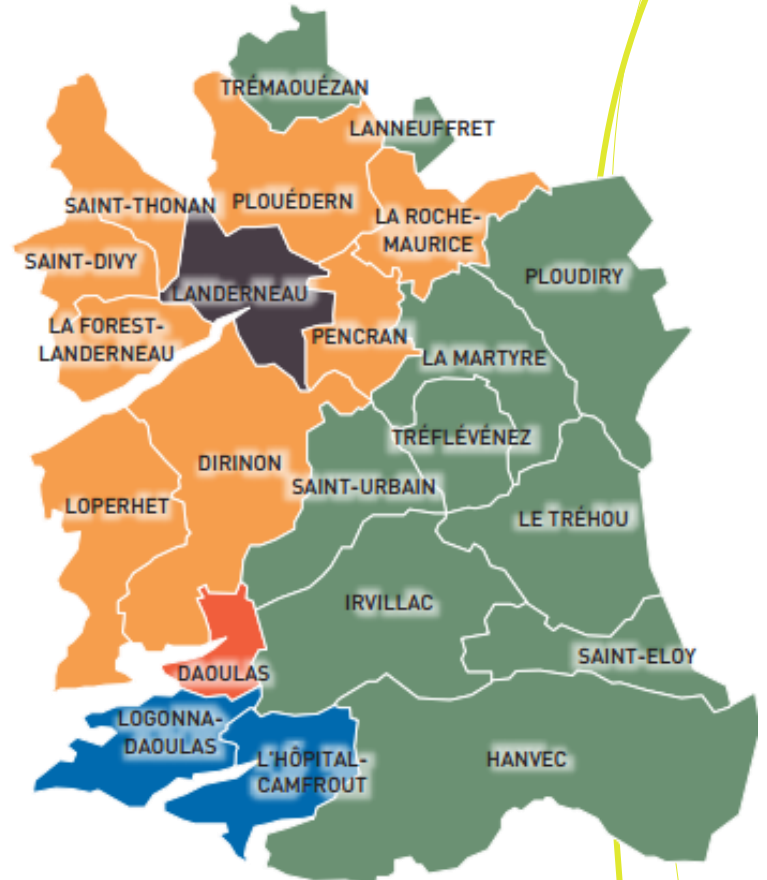 TRÉMAOUÉZAN
LANNEUFFRET
SAINT-THONAN
PLOUÉDERN
LA ROCHE-
MAURICE
SAINT-DIVY
PLOUDIRY
LANDERNEAU
LA FOREST-
LANDERNEAU
PENCRAN
LA MARTYRE
TRÉFLÉVÉNEZ
DIRINON
SAINT-URBAIN
LOPERHET
LE TRÉHOU
IRVILLAC
SAINT-ELOY
DAOULAS
LOGONNA-
DAOULAS
L'HÔPITAL-
CAMFROUT
HANVEC